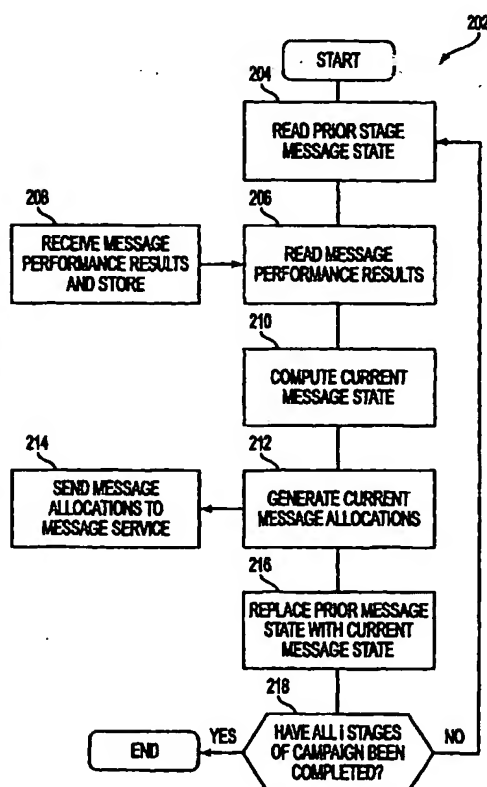 202
START
204
READ PRIOR STAGE
MESSAGE STATE
208
RECEIVE MESSAGE
PERFORMANCE RESULTS
AND STORE
206
READ MESSAGE
PERFORMANCE RESULTS
210
COMPUTE CURRENT
MESSAGE STATE
214
SEND MESSAGE
ALLOCATIONS TO
MESSAGE SERVICE
212
GENERATE CURRENT
MESSAGE ALLOCATIONS
216
REPLACE PRIOR MESSAGE
STATE WITH CURRENT
MESSAGE STATE
218
HAVE ALL I STAGES
OF CAMPAIGN BEEN
COMPLETED?
YES
NO
END